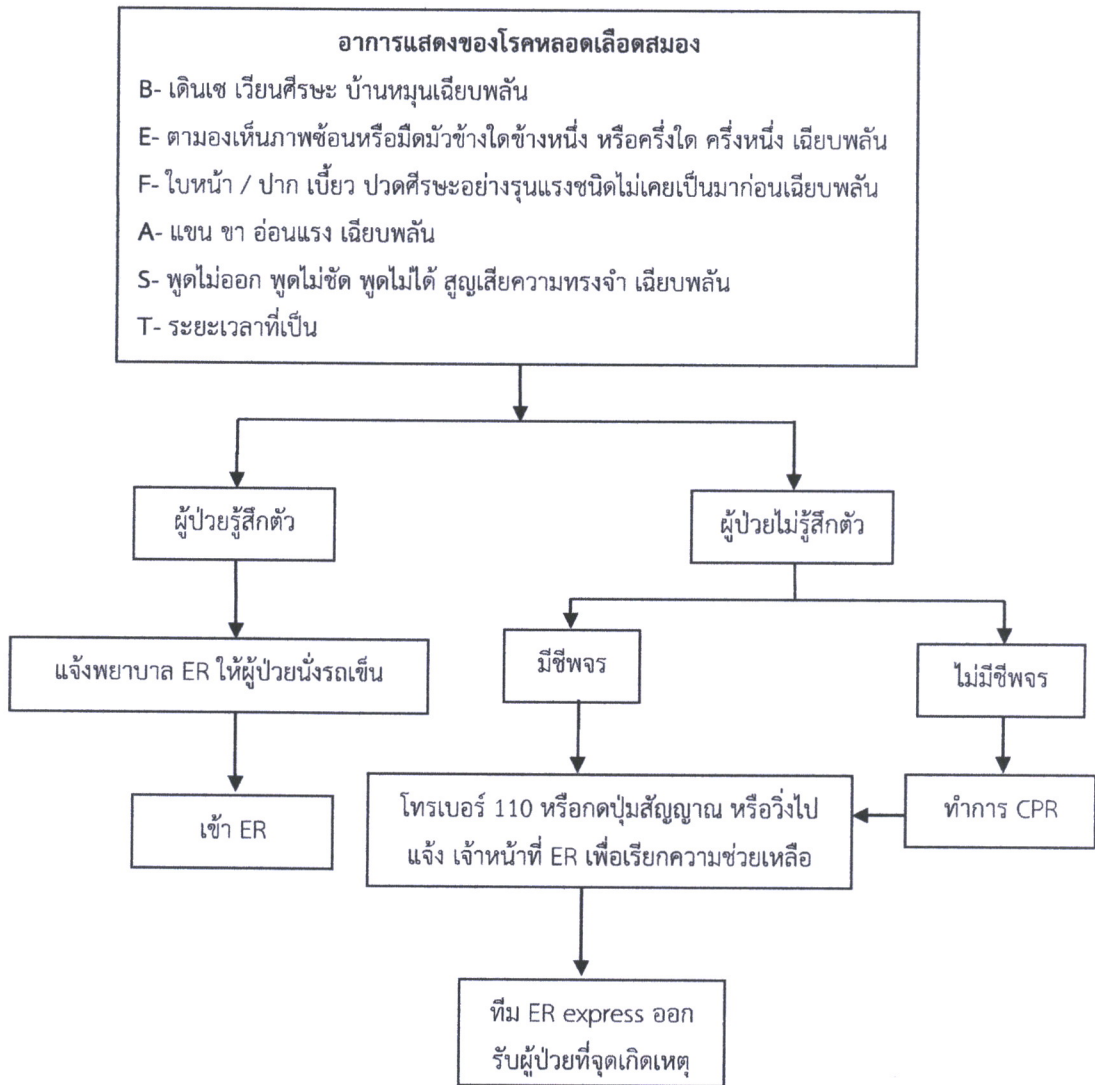 อาการแสดงของโรคหลอดเลือดสมอง
B- เดินเซ เวียนศีรษะ บ้านหมุนเฉียบพลัน
E- ตามองเห็นภาพซ้อนหรือมืดมัวข้างใดข้างหนึ่ง หรือครึ่งใด ครึ่งหนึ่ง เฉียบพลัน
F- ใบหน้า / ปาก เบี้ยว ปวดศีรษะอย่างรุนแรงชนิดไม่เคยเป็นมาก่อนเฉียบพลัน
A- แขน ขา อ่อนแรง เฉียบพลัน
S- พูดไม่ออก พูดไม่ชัด พูดไม่ได้ สูญเสียความทรงจำ เฉียบพลัน
T- ระยะเวลาที่เป็น
ผู้ป่วยรู้สึกตัว
ผู้ป่วยไม่รู้สึกตัว
แจ้งพยาบาล ER ให้ผู้ป่วยนั่งรถเข็น
มีชีพจร
ไม่มีชีพจร
เข้า ER
โทรเบอร์ 110 หรือกดปุ่มสัญญาณ หรือวิ่งไป
แจ้ง เจ้าหน้าที่ ER เพื่อเรียกความช่วยเหลือ
ทำการ CPR
ทีม ER express ออก
รับผู้ป่วยที่จุดเกิดเหตุ